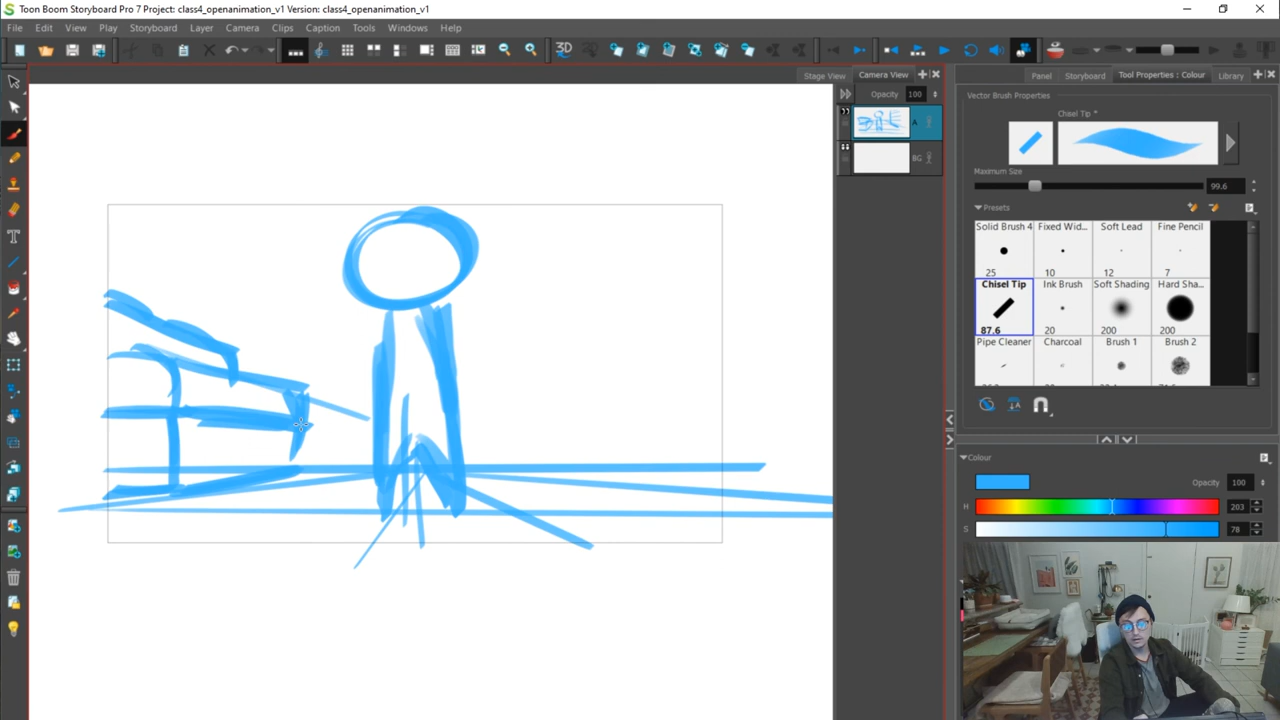 Toon Boom Storyboard Pro 7 Project: class4_openanimation_v1 Version: class4_openanimation_v1
File Edit View Play Storyboard Layer Camera Clips Caption Tools Windows Help
3D
Stage View Camera View
Opacity 100
A
BG
Panel Storyboard Tool Properties : Colour Library
Vector Brush Properties
Chisel Tip *
Maximum Size
99.6
Presets
Solid Brush 4 Fixed Wid... Soft Lead Fine Pencil
25 10 12 7
Chisel Tip Ink Brush Soft Shading Hard Sha...
87.6 20 200 200
Pipe Cleaner Charcoal Brush 1 Brush 2
Colour
Opacity 100
H 203
S 78